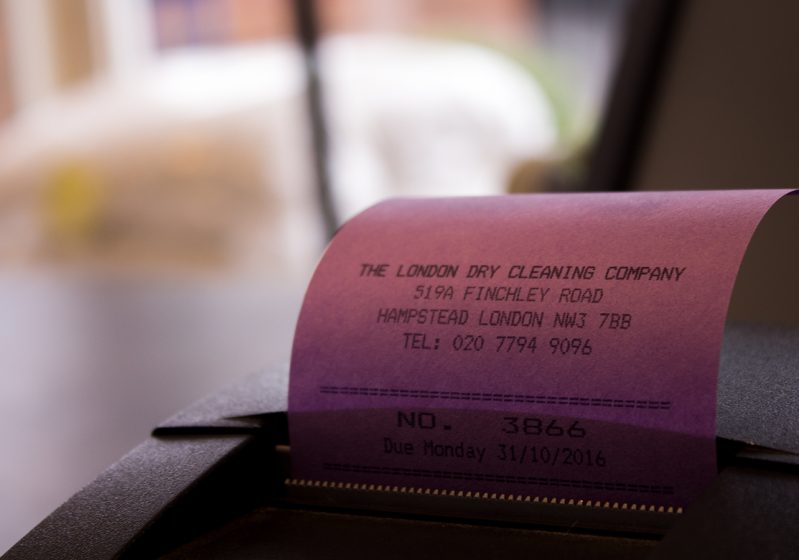 THE LONDON DRY CLEANING COMPANY
519A FINCHLEY ROAD
HAMPSTEAD LONDON NW3 7BB
TEL: 020 7794 9096
NO. 3866
Due Monday 31/10/2016